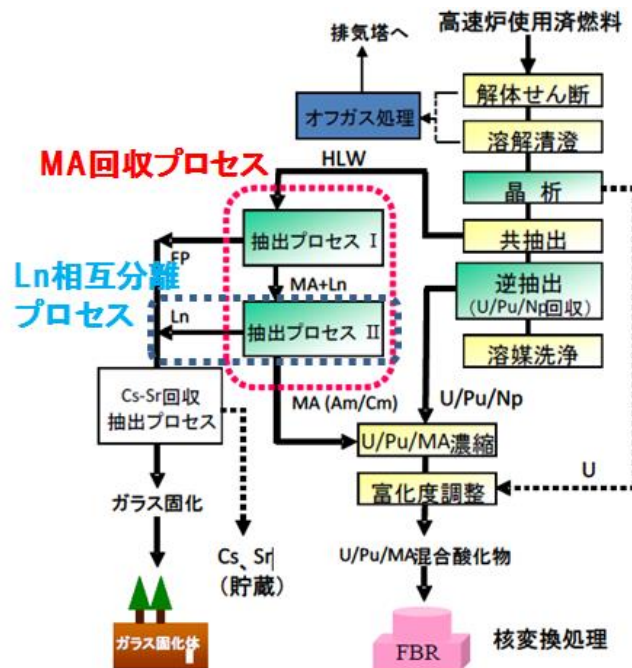 高速炉使用済燃料
排気塔へ
解体せん断
オフガス処理
溶解清澄
MA回収プロセス
HLW
晶 析
抽出プロセス Ⅰ
共抽出
FP
MA+Ln
逆抽出
(U/Pu/Np回収)
Ln相互分離
プロセス
Ln
抽出プロセス Ⅱ
溶媒洗浄
Cs-Sr回収
抽出プロセス
MA (Am/Cm)
U/Pu/Np
U/Pu/MA濃縮
U
富化度調整
ガラス固化
Cs、Sr
(貯蔵)
U/Pu/MA混合酸化物
ガラス固化体
FBR
核変換処理